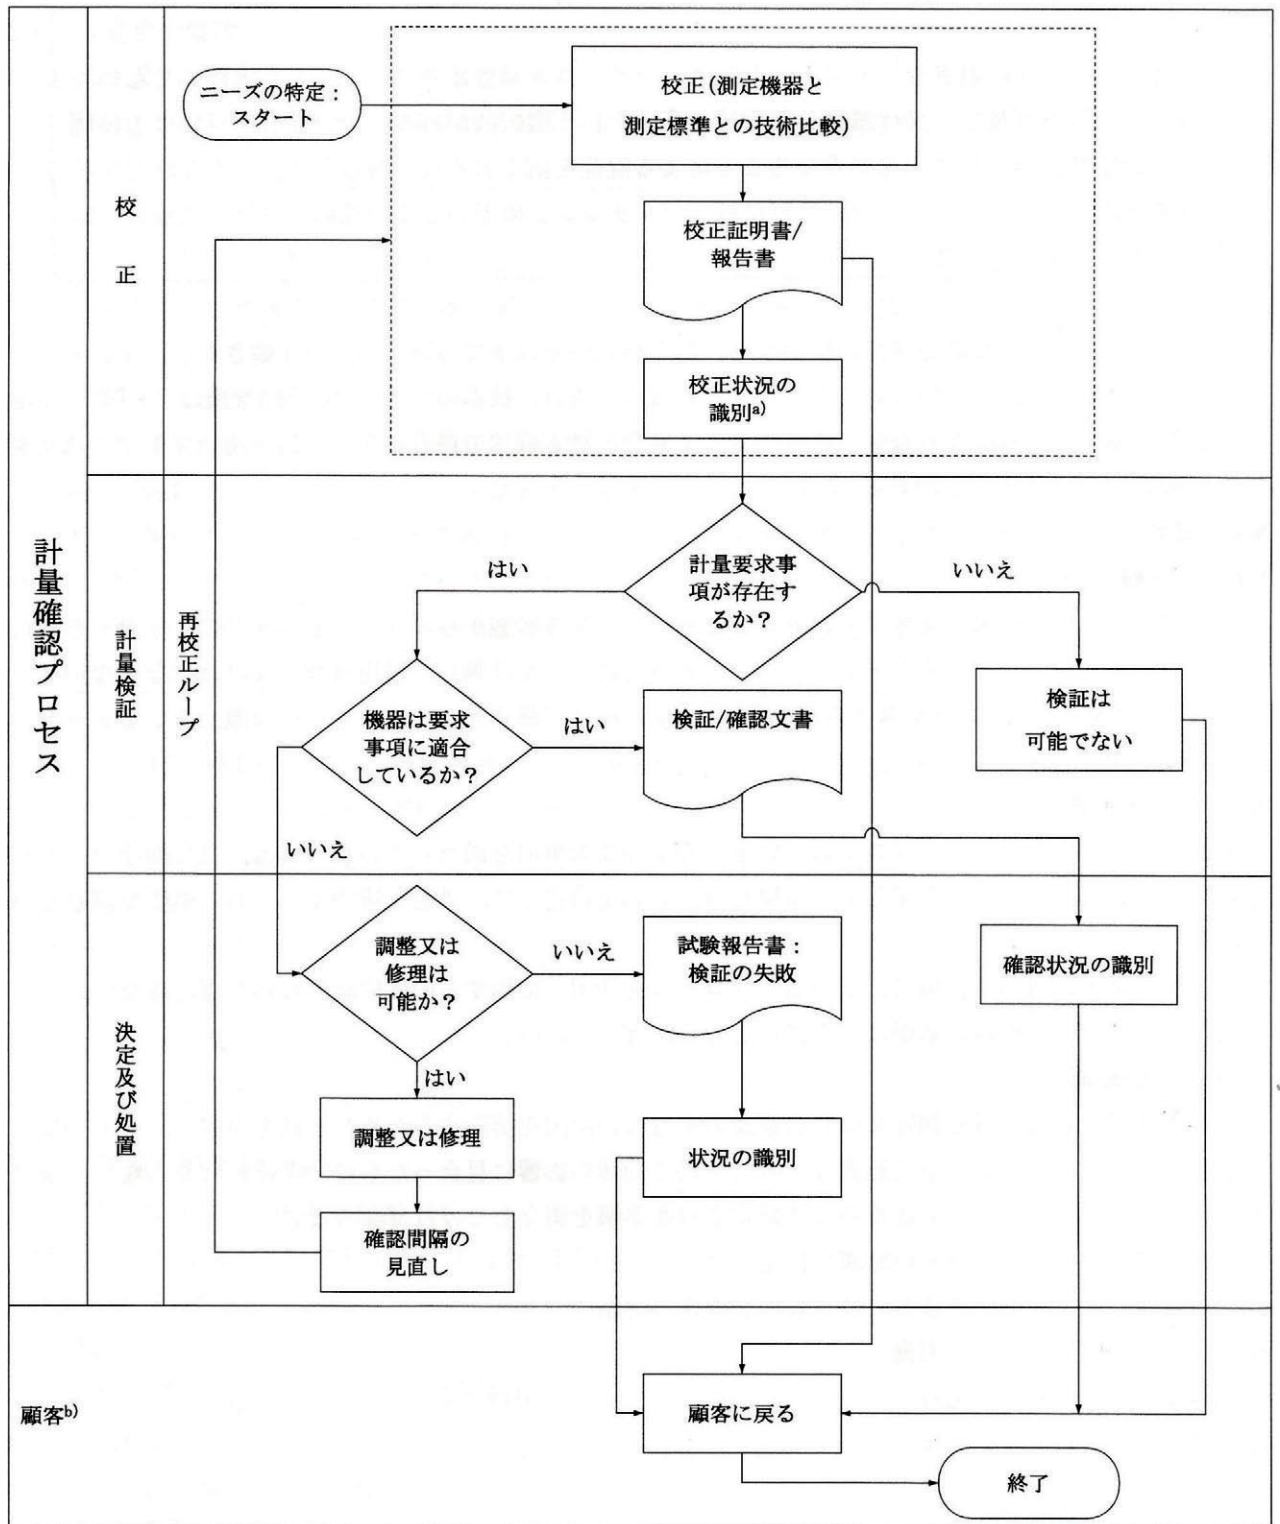 ニーズの特定：
スタート
校正(測定機器と
測定標準との技術比較)
校正証明書/
報告書
校正状況の
識別a)
校正
計量確認プロセス
計量検証
再校正ループ
計量要求事
項が存在す
るか？
はい
いいえ
機器は要求
事項に適合
しているか？
はい
いいえ
検証/確認文書
検証は
可能でない
決定及び処置
調整又は
修理は
可能か？
いいえ
はい
試験報告書：
検証の失敗
確認状況の識別
調整又は修理
状況の識別
確認間隔の
見直し
顧客b)
顧客に戻る
終了